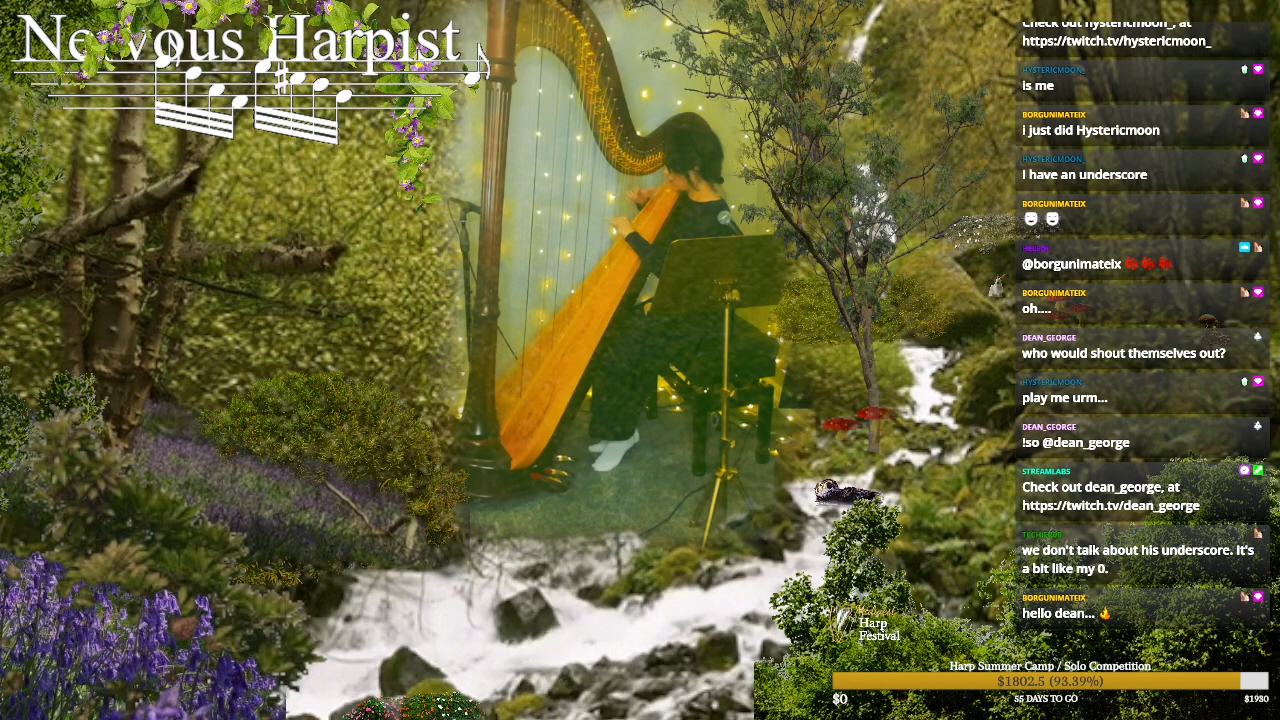 Nervous Harpist
Check out hystericmoon_, at
https://twitch.tv/hystericmoon_
HYSTERICMOON_
Is me
BORGUNIMATEIX
i just did Hystericmoon
HYSTERICMOON_
I have an underscore
BORGUNIMATEIX
@borgunimateix
BORGUNIMATEIX
oh....
DEAN_GEORGE
who would shout themselves out?
HYSTERICMOON_
play me urm...
DEAN_GEORGE
!so @dean_george
STREAMLABS
Check out dean_george, at
https://twitch.tv/dean_george
we don't talk about his underscore. It's
a bit like my 0.
BORGUNIMATEIX
hello dean...
Harp
Festival
Harp Summer Camp / Solo Competition
$1802.5 (93.39%)
$0
55 DAYS TO GO
$1930